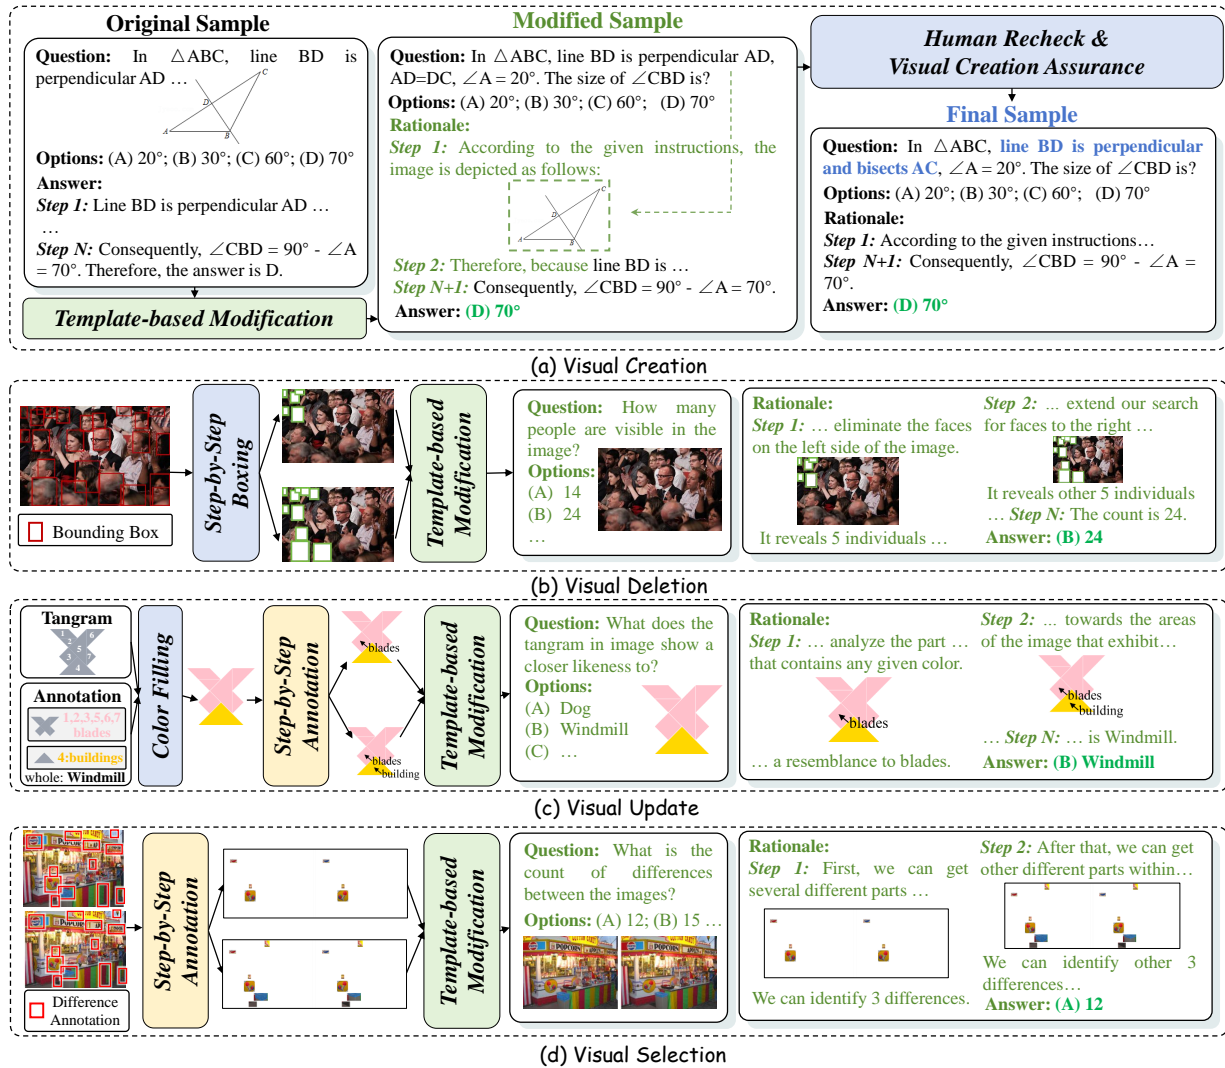 Original Sample
Question: In △ABC, line BD is
perpendicular AD …
C
D
A
B
Options: (A) 20°; (B) 30°; (C) 60°; (D) 70°
Answer:
Step 1: Line BD is perpendicular AD …
…
Step N: Consequently, ∠CBD = 90° - ∠A
= 70°. Therefore, the answer is D.
Template-based Modification
Modified Sample
Question: In △ABC, line BD is perpendicular AD,
AD=DC, ∠A = 20°. The size of ∠CBD is?
Options: (A) 20°; (B) 30°; (C) 60°; (D) 70°
Rationale:
Step 1: According to the given instructions, the
image is depicted as follows:
C
D
A
B
Step 2: Therefore, because line BD is …
Step N+1: Consequently, ∠CBD = 90° - ∠A = 70°.
Answer: (D) 70°
Human Recheck &
Visual Creation Assurance
Final Sample
Question: In △ABC, line BD is perpendicular
and bisects AC, ∠A = 20°. The size of ∠CBD is?
Options: (A) 20°; (B) 30°; (C) 60°; (D) 70°
Rationale:
Step 1: According to the given instructions…
Step N+1: Consequently, ∠CBD = 90° - ∠A =
70°.
Answer: (D) 70°
(a) Visual Creation
Bounding Box
Step-by-Step
Boxing
Template-based
Modification
Question: How many
people are visible in the
image?
Options:
(A) 14
(B) 24
…
Rationale:
Step 1: … eliminate the faces
on the left side of the image.
It reveals 5 individuals …
Step 2: … extend our search
for faces to the right …
It reveals other 5 individuals
… Step N: The count is 24.
Answer: (B) 24
(b) Visual Deletion
Tangram
1
6
2
5
3
7
4
Annotation
1,2,3,5,6,7
blades
4:buildings
whole: Windmill
Color Filling
Step-by-Step
Annotation
blades
blades
building
Template-based
Modification
Question: What does the
tangram in image show a
closer likeness to?
Options:
(A) Dog
(B) Windmill
(C) …
Rationale:
Step 1: … analyze the part …
that contains any given color.
blades
… a resemblance to blades.
Step 2: … towards the areas
of the image that exhibit…
blades
building
… Step N: … is Windmill.
Answer: (B) Windmill
(c) Visual Update
Difference
Annotation
Step-by-Step
Annotation
Template-based
Modification
Question: What is the
count of differences
between the images?
Options: (A) 12; (B) 15 …
POPCORN
POPCORN
Rationale:
Step 1: First, we can get
several different parts …
We can identify 3 differences.
Step 2: After that, we can get
other different parts within…
We can identify other 3
differences…
Answer: (A) 12
(d) Visual Selection